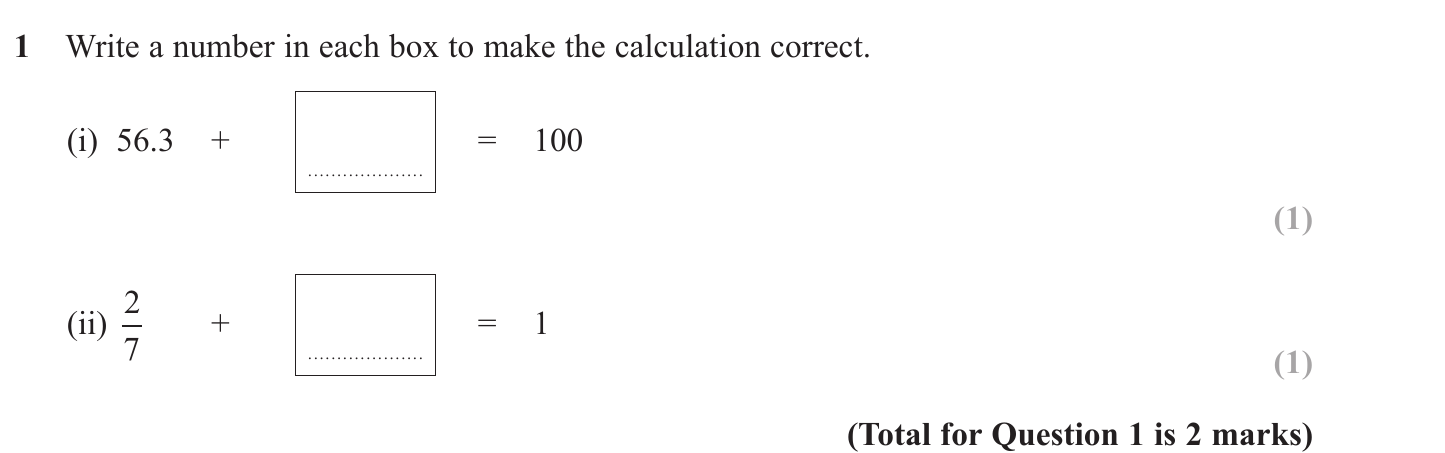 1 Write a number in each box to make the calculation correct.
(i) 56.3 + .................... = 100
(1)
(ii) 2/7 + .................... = 1
(1)
(Total for Question 1 is 2 marks)